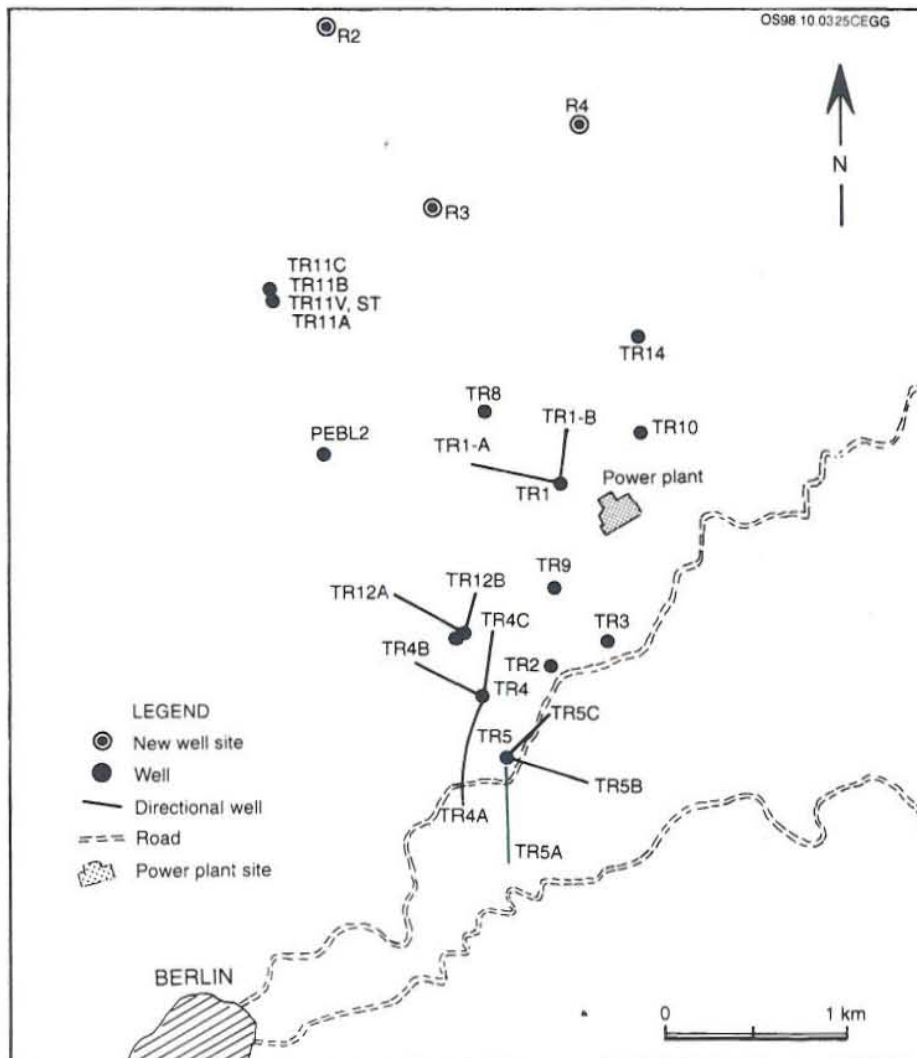 OS98.10.0325CEGG
R2
R4
N
R3
TR11C
TR11B
TR11V, ST
TR11A
TR14
TR8
TR1-B
TR10
PEBL2
TR1-A
TR1
Power plant
TR9
TR12B
TR12A
TR4C
TR3
TR4B
TR2
TR4
LEGEND
New well site
Well
Directional well
Road
Power plant site
TR5C
TR5
TR5B
TR4A
TR5A
BERLIN
0 1 km